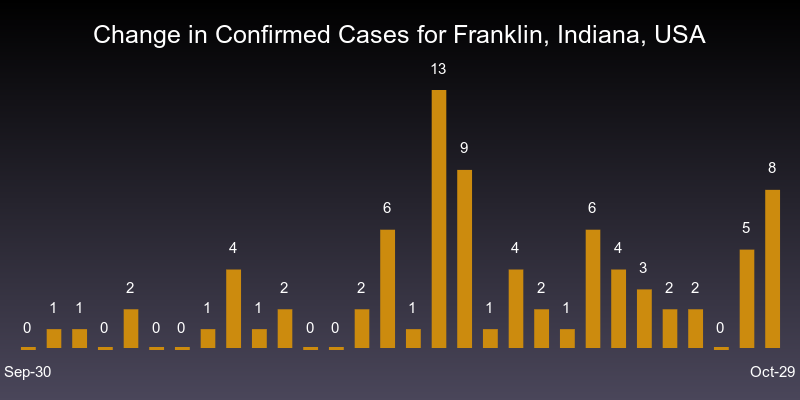 Change in Confirmed Cases for Franklin, Indiana, USA
0 1 1 0 2 0 0 1 4 1 2 0 0 2 6 1 13 9 1 4 2 1 6 4 3 2 2 0 5 8
Sep-30 Oct-29